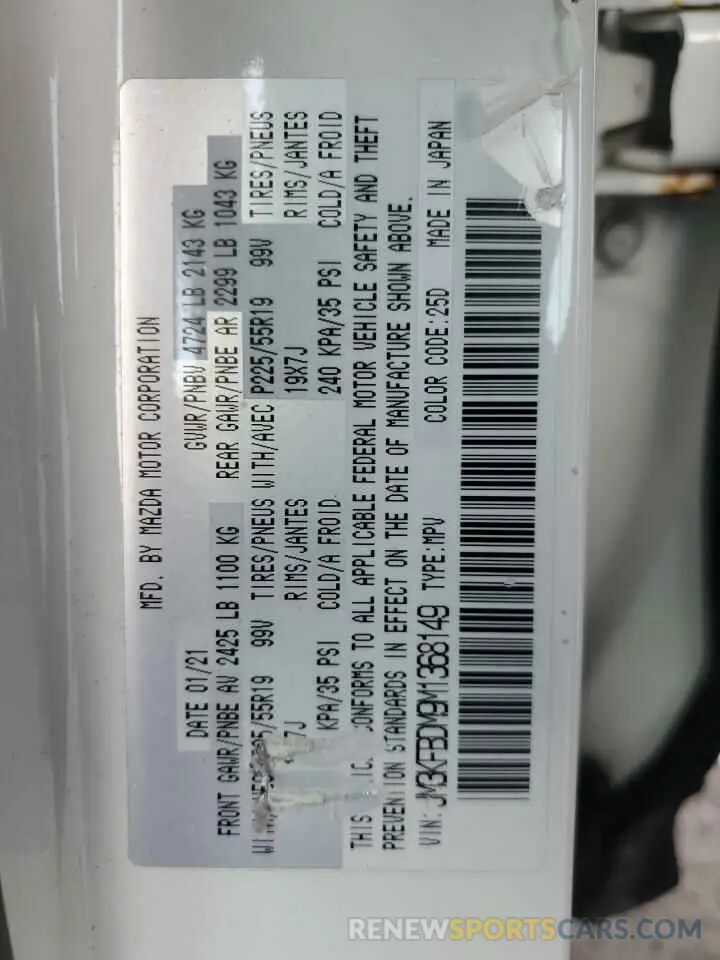 MFD. BY MAZDA MOTOR CORPORATION
DATE 01/21 GVWR/PNBV 4724 LB 2143 KG
FRONT GAWR/PNBE AV 2425 LB 1100 KG REAR GAWR/PNBE AR 2299 LB 1043 KG
55R19 99V TIRES/PNEUS WITH/AVEC P225/55R19 99V TIRES/PNEUS
7J RIMS/JANTES 19X7J RIMS/JANTES
KPA/35 PSI COLD/A FROID 240 KPA/35 PSI COLD/A FROID
THIS CONFORMS TO ALL APPLICABLE FEDERAL MOTOR VEHICLE SAFETY AND THEFT
PREVENTION STANDARDS IN EFFECT ON THE DATE OF MANUFACTURE SHOWN ABOVE.
VIN: JM3KFBDM9M1368149 TYPE:MPV COLOR CODE:25D MADE IN JAPAN
RENEWSPORTSCARS.COM